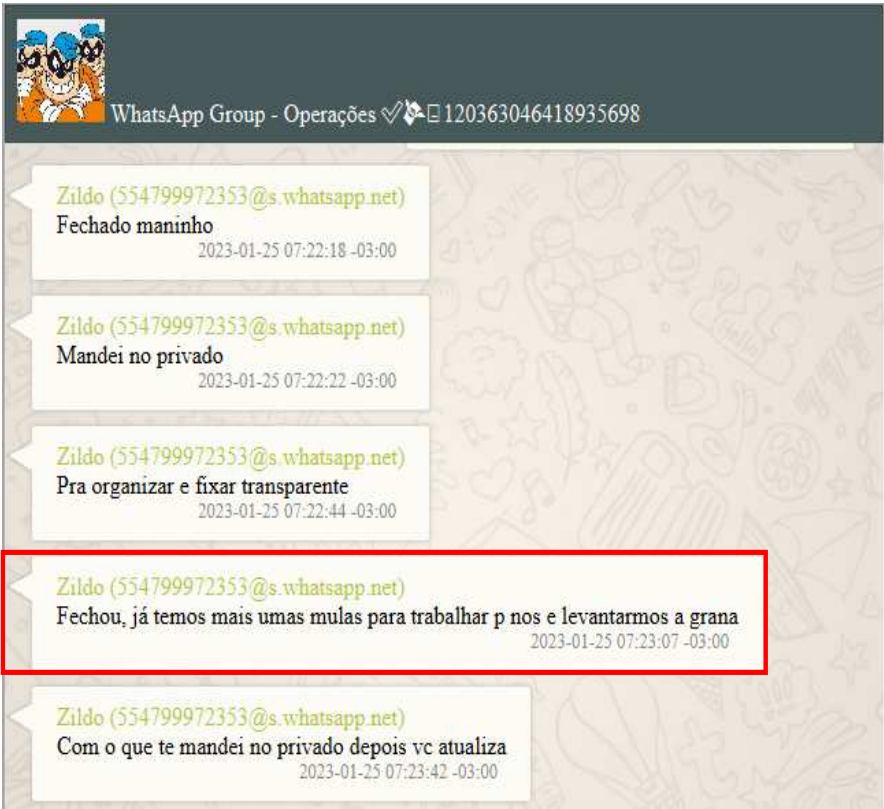 WhatsApp Group - Operações ✅ 120363046418935698
Zildo (554799972353@s.whatsapp.net)
Fechado maninho
2023-01-25 07:22:18 -03:00
Zildo (554799972353@s.whatsapp.net)
Mandei no privado
2023-01-25 07:22:22 -03:00
Zildo (554799972353@s.whatsapp.net)
Pra organizar e fixar transparente
2023-01-25 07:22:44 -03:00
Zildo (554799972353@s.whatsapp.net)
Fechou, já temos mais umas mulas para trabalhar p nos e levantarmos a grana
2023-01-25 07:23:07 -03:00
Zildo (554799972353@s.whatsapp.net)
Com o que te mandei no privado depois vc atualiza
2023-01-25 07:23:42 -03:00